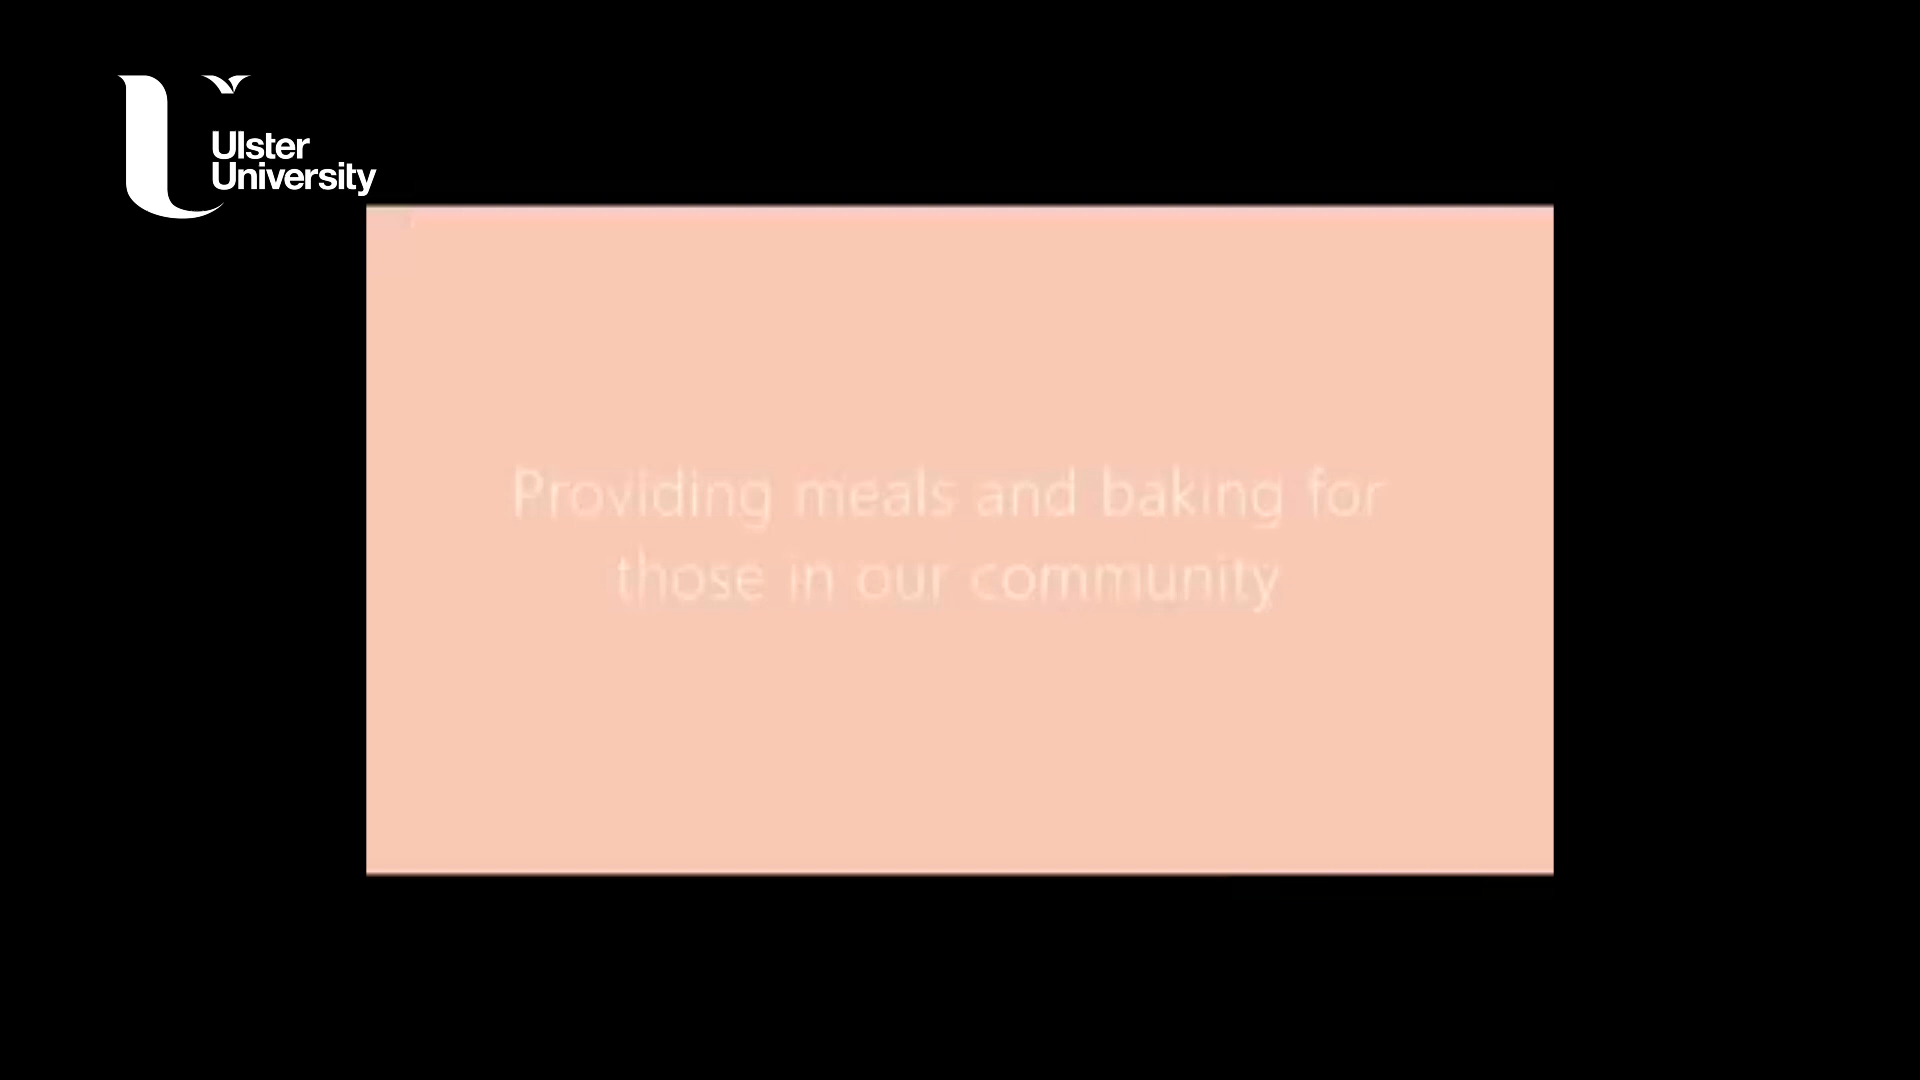 Ulster
University
Providing meals and baking for
those in our community